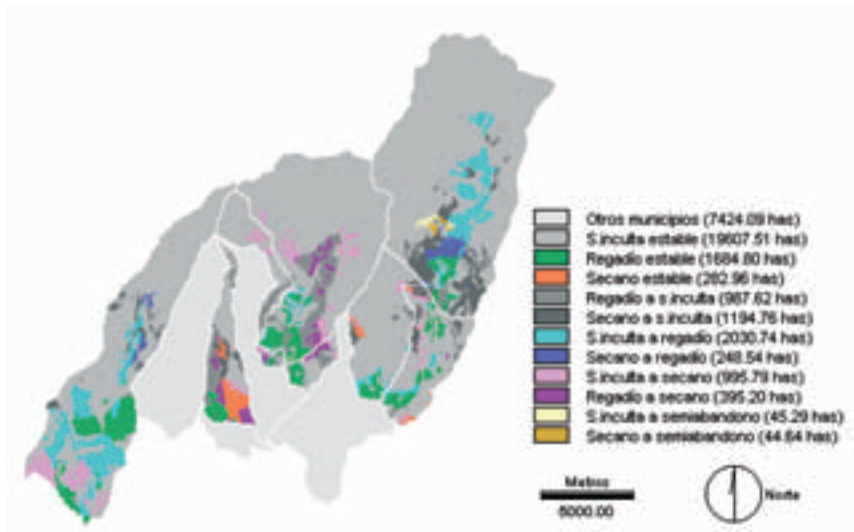 Otros municipios (7424.09 has)
S.inculta estable (19607.51 has)
Regadío estable (1684.80 has)
Secano estable (282.96 has)
Regadío a s.inculta (987.62 has)
Secano a s.inculta (1194.76 has)
S.inculta a regadío (2030.74 has)
Secano a regadío (248.54 has)
S.inculta a secano (995.79 has)
Regadío a secano (395.20 has)
S.inculta a semiabandono (45.29 has)
Secano a semiabandono (44.64 has)
Metros
5000.00
Norte